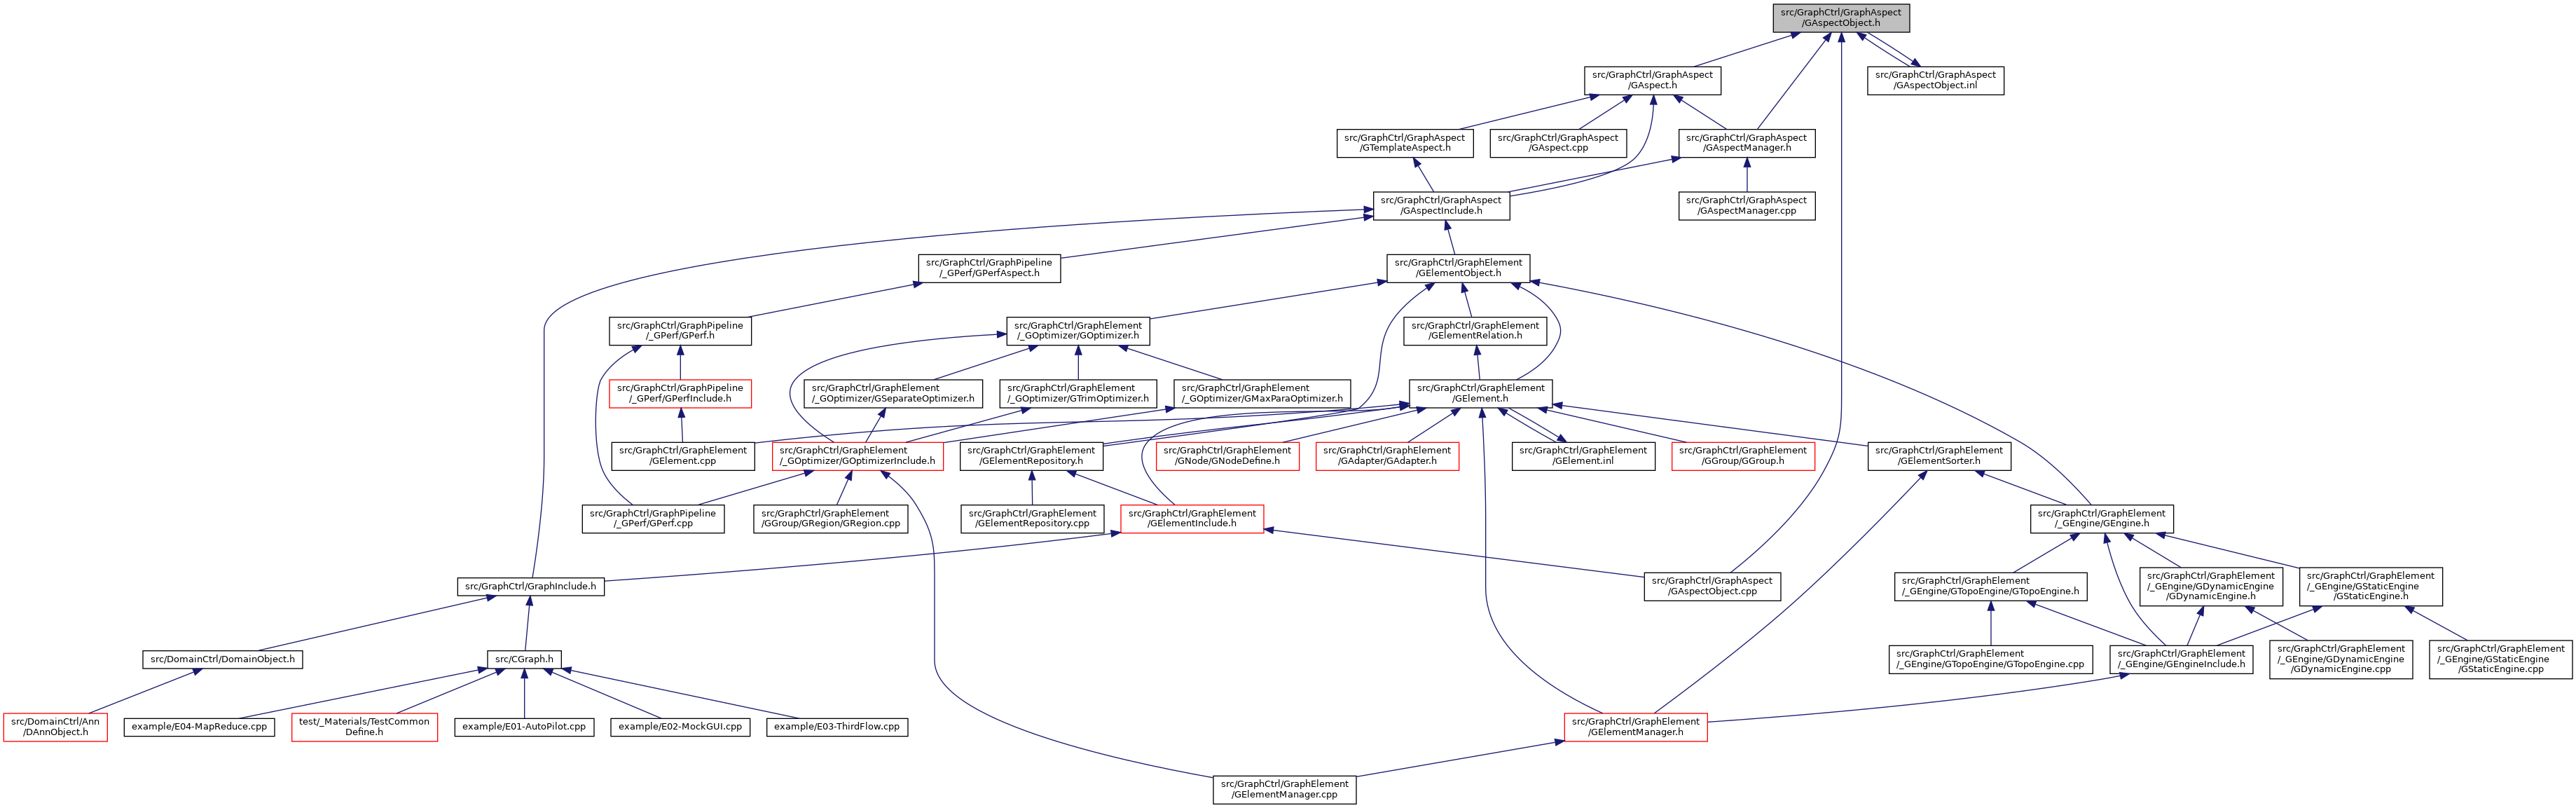 src/GraphCtrl/GraphAspect
/GAspectObject.h
src/GraphCtrl/GraphAspect
/GAspect.h
src/GraphCtrl/GraphAspect
/GAspectObject.inl
src/GraphCtrl/GraphAspect
/GTemplateAspect.h
src/GraphCtrl/GraphAspect
/GAspect.cpp
src/GraphCtrl/GraphAspect
/GAspectManager.h
src/GraphCtrl/GraphAspect
/GAspectInclude.h
src/GraphCtrl/GraphAspect
/GAspectManager.cpp
src/GraphCtrl/GraphPipeline
/_GPerf/GPerfAspect.h
src/GraphCtrl/GraphElement
/GElementObject.h
src/GraphCtrl/GraphPipeline
/_GPerf/GPerf.h
src/GraphCtrl/GraphElement
/_GOptimizer/GOptimizer.h
src/GraphCtrl/GraphElement
/GElementRelation.h
src/GraphCtrl/GraphPipeline
/_GPerf/GPerfInclude.h
src/GraphCtrl/GraphElement
/_GOptimizer/GSeparateOptimizer.h
src/GraphCtrl/GraphElement
/_GOptimizer/GTrimOptimizer.h
src/GraphCtrl/GraphElement
/_GOptimizer/GMaxParaOptimizer.h
src/GraphCtrl/GraphElement
/GElement.h
src/GraphCtrl/GraphElement
/GElement.cpp
src/GraphCtrl/GraphElement
/_GOptimizer/GOptimizerInclude.h
src/GraphCtrl/GraphElement
/GElementRepository.h
src/GraphCtrl/GraphElement
/GNode/GNodeDefine.h
src/GraphCtrl/GraphElement
/GAdapter/GAdapter.h
src/GraphCtrl/GraphElement
/GElement.inl
src/GraphCtrl/GraphElement
/GGroup/GGroup.h
src/GraphCtrl/GraphElement
/GElementSorter.h
src/GraphCtrl/GraphPipeline
/_GPerf/GPerf.cpp
src/GraphCtrl/GraphElement
/GGroup/GRegion/GRegion.cpp
src/GraphCtrl/GraphElement
/GElementRepository.cpp
src/GraphCtrl/GraphElement
/GElementInclude.h
src/GraphCtrl/GraphElement
/_GEngine/GEngine.h
src/GraphCtrl/GraphInclude.h
src/GraphCtrl/GraphAspect
/GAspectObject.cpp
src/GraphCtrl/GraphElement
/_GEngine/GTopoEngine/GTopoEngine.h
src/GraphCtrl/GraphElement
/_GEngine/GDynamicEngine
/GDynamicEngine.h
src/GraphCtrl/GraphElement
/_GEngine/GStaticEngine
/GStaticEngine.h
src/DomainCtrl/DomainObject.h
src/CGraph.h
src/GraphCtrl/GraphElement
/_GEngine/GTopoEngine/GTopoEngine.cpp
src/GraphCtrl/GraphElement
/_GEngine/GEngineInclude.h
src/GraphCtrl/GraphElement
/_GEngine/GDynamicEngine
/GDynamicEngine.cpp
src/GraphCtrl/GraphElement
/_GEngine/GStaticEngine
/GStaticEngine.cpp
src/DomainCtrl/Ann
/DAnnObject.h
example/E04-MapReduce.cpp
test/_Materials/TestCommon
Define.h
example/E01-AutoPilot.cpp
example/E02-MockGUI.cpp
example/E03-ThirdFlow.cpp
src/GraphCtrl/GraphElement
/GElementManager.h
src/GraphCtrl/GraphElement
/GElementManager.cpp